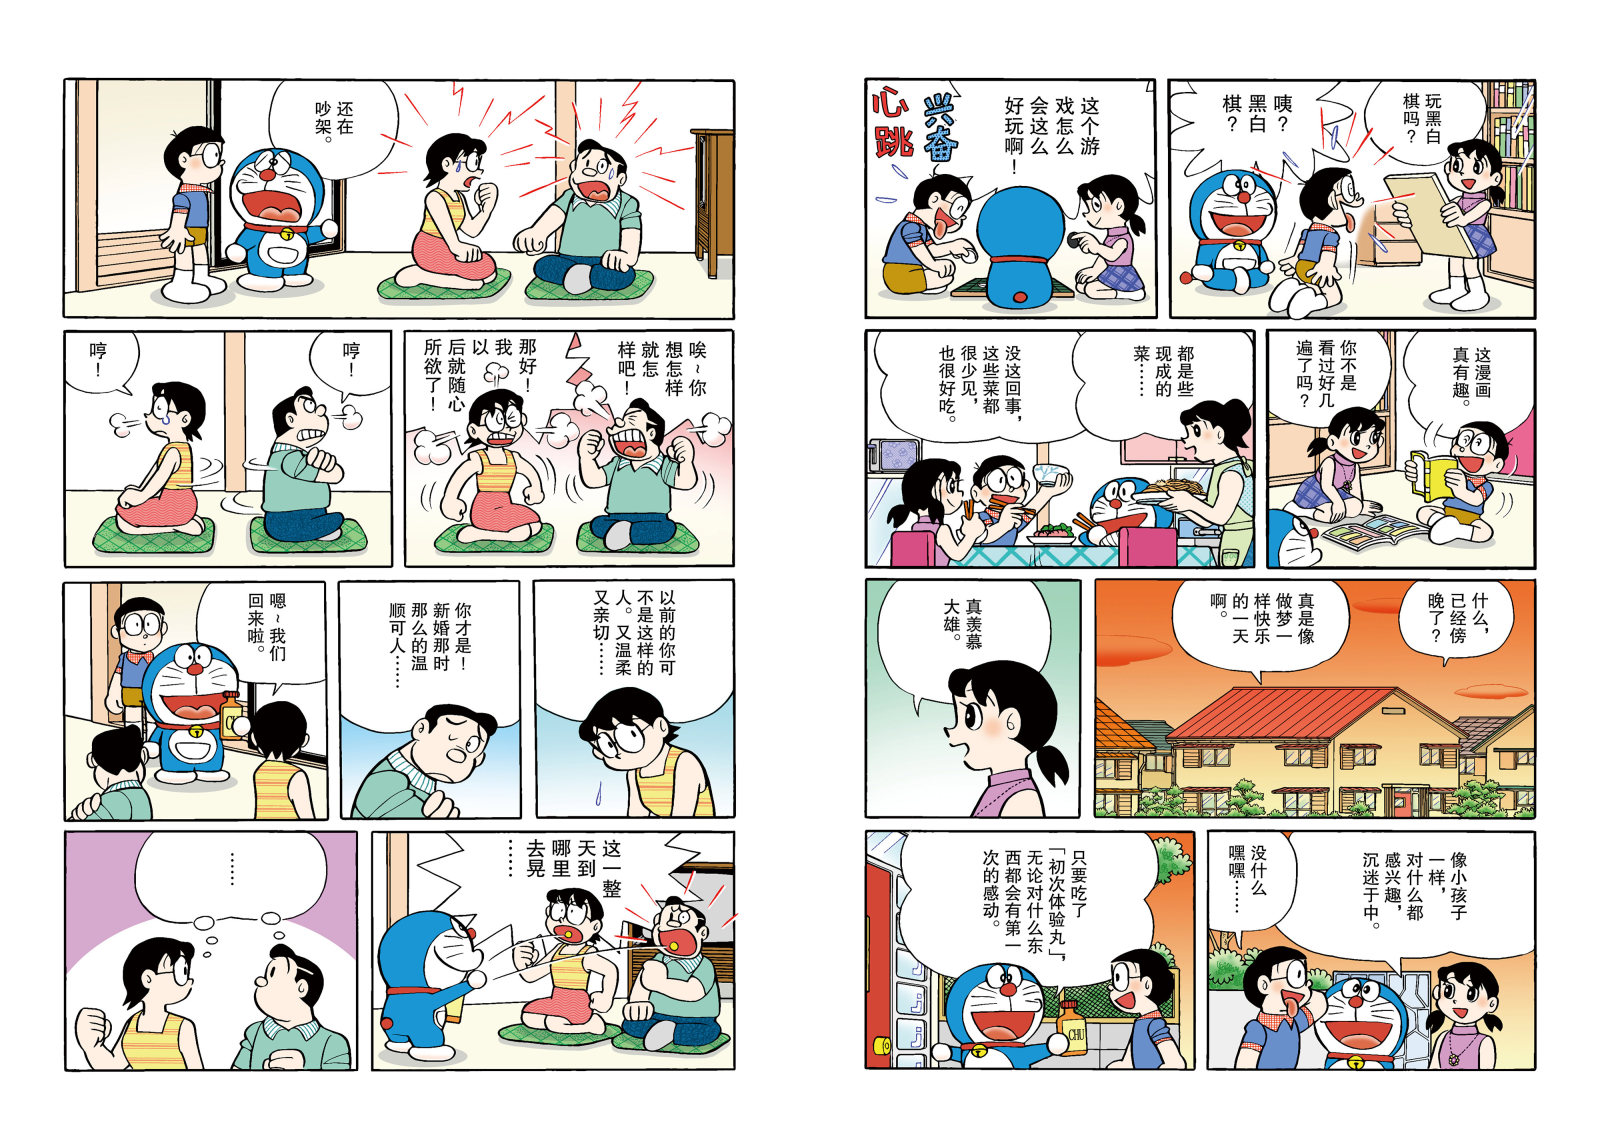 玩黑白
棋吗？
咦？
黑白
棋？
这个游
戏怎么
会这么
好玩啊！
兴奋
心跳
这漫画
真有趣。
你不是
看过好几
遍了吗？
都是些
现成的
菜……
没这回事，
这些菜都
很少见，
也很好吃。
什么，
已经傍
晚了？
真是像
做梦一
样快乐
的一天
啊。
真羡慕
大雄。
像小孩子
一样，
对什么都
感兴趣，
沉迷于中。
没什么
嘿嘿……
只要吃了
「初次体验丸」，
无论对什么东
西都会有第一
次的感动。
CHU
还在
吵架。
唉~你
想怎样
就怎
样吧！
那好！
我以
后就随心
所欲了！
哼！
哼！
以前的你可
不是这样的
人。又温柔
又亲切……
你才是！
新婚那时
那么的温
顺可人……
嗯~我们
回来啦。
CHU
这一整
天到
哪里
去晃
……
……